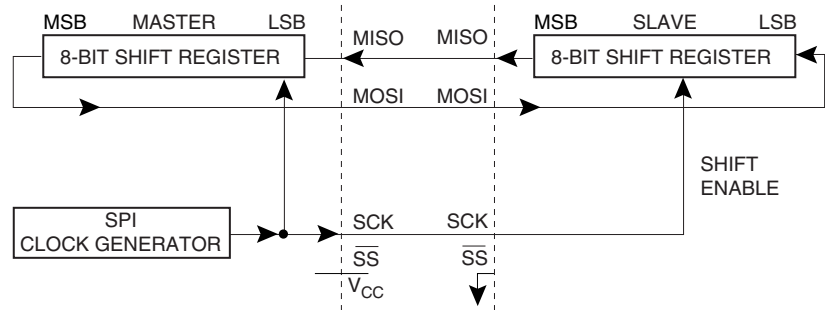 MSB MASTER LSB
8-BIT SHIFT REGISTER
MISO MISO
MSB SLAVE LSB
8-BIT SHIFT REGISTER
MOSI MOSI
SHIFT
ENABLE
SPI
CLOCK GENERATOR
SCK SCK
SS SS
VCC